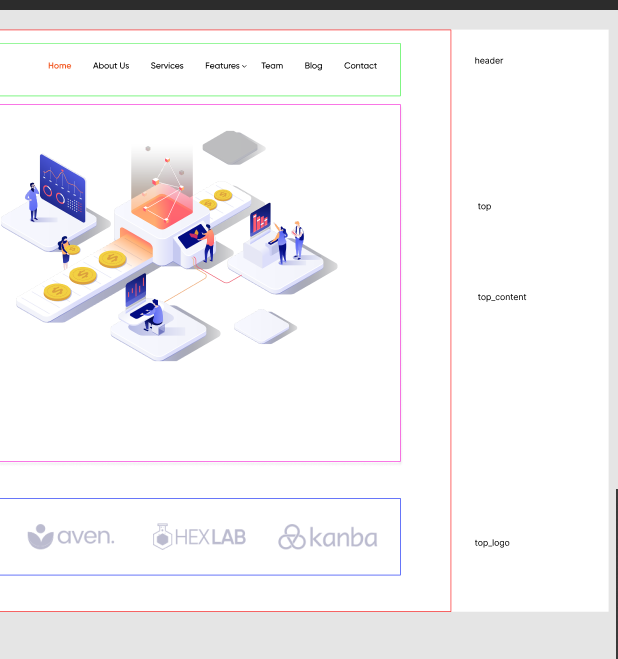 Home About Us Services Features Team Blog Contact
header
top
top_content
aven. HEXLAB kanba
top_logo